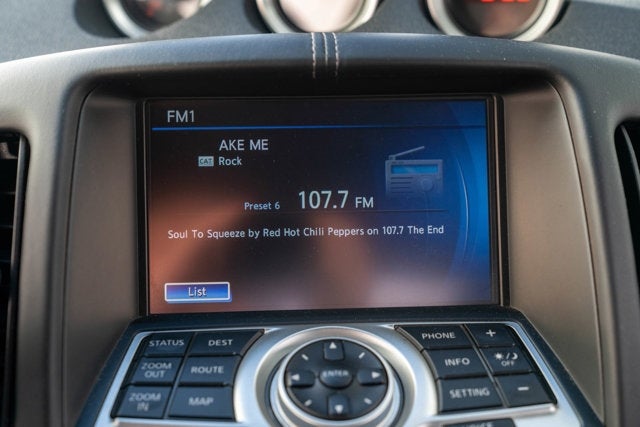 FM1
AKE ME
CAT Rock
Preset 6 107.7 FM
Soul To Squeeze by Red Hot Chili Peppers on 107.7 The End
List
STATUS DEST PHONE +
ZOOM OUT ROUTE ENTER INFO OFF
ZOOM IN MAP SETTING −